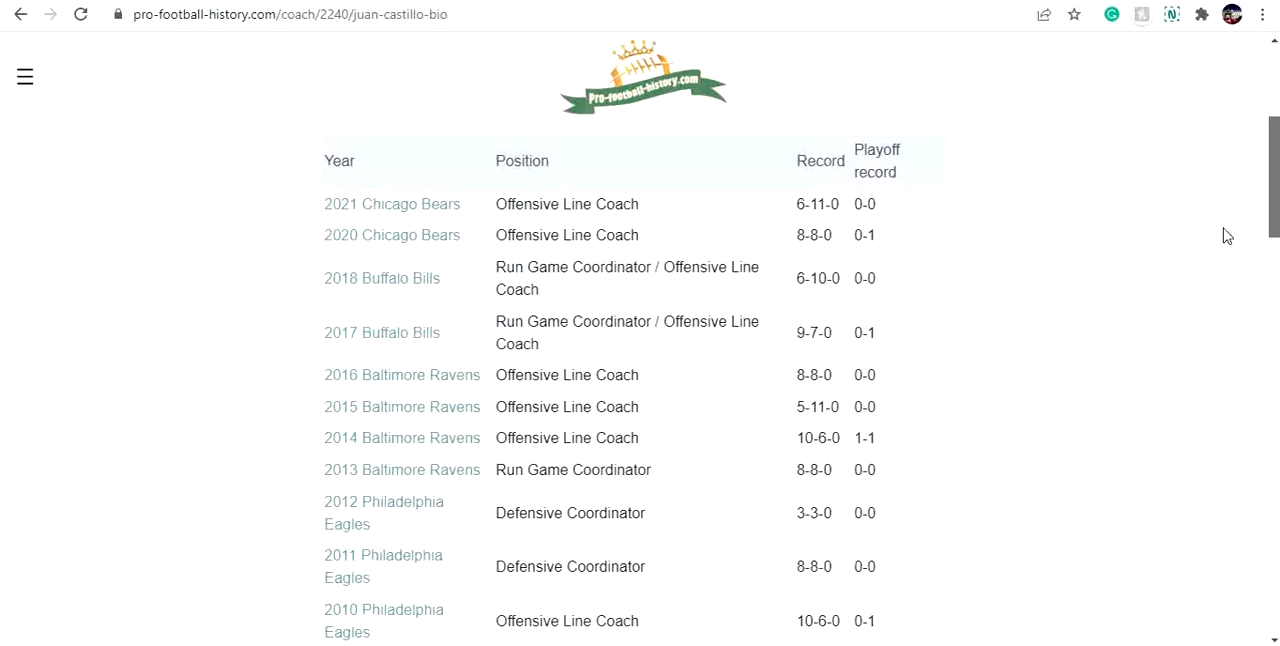 pro-football-history.com/coach/2240/juan-castillo-bio
Pro-football-history.com
Year Position Record Playoff record
2021 Chicago Bears Offensive Line Coach 6-11-0 0-0
2020 Chicago Bears Offensive Line Coach 8-8-0 0-1
2018 Buffalo Bills Run Game Coordinator / Offensive Line Coach 6-10-0 0-0
2017 Buffalo Bills Run Game Coordinator / Offensive Line Coach 9-7-0 0-1
2016 Baltimore Ravens Offensive Line Coach 8-8-0 0-0
2015 Baltimore Ravens Offensive Line Coach 5-11-0 0-0
2014 Baltimore Ravens Offensive Line Coach 10-6-0 1-1
2013 Baltimore Ravens Run Game Coordinator 8-8-0 0-0
2012 Philadelphia Eagles Defensive Coordinator 3-3-0 0-0
2011 Philadelphia Eagles Defensive Coordinator 8-8-0 0-0
2010 Philadelphia Eagles Offensive Line Coach 10-6-0 0-1